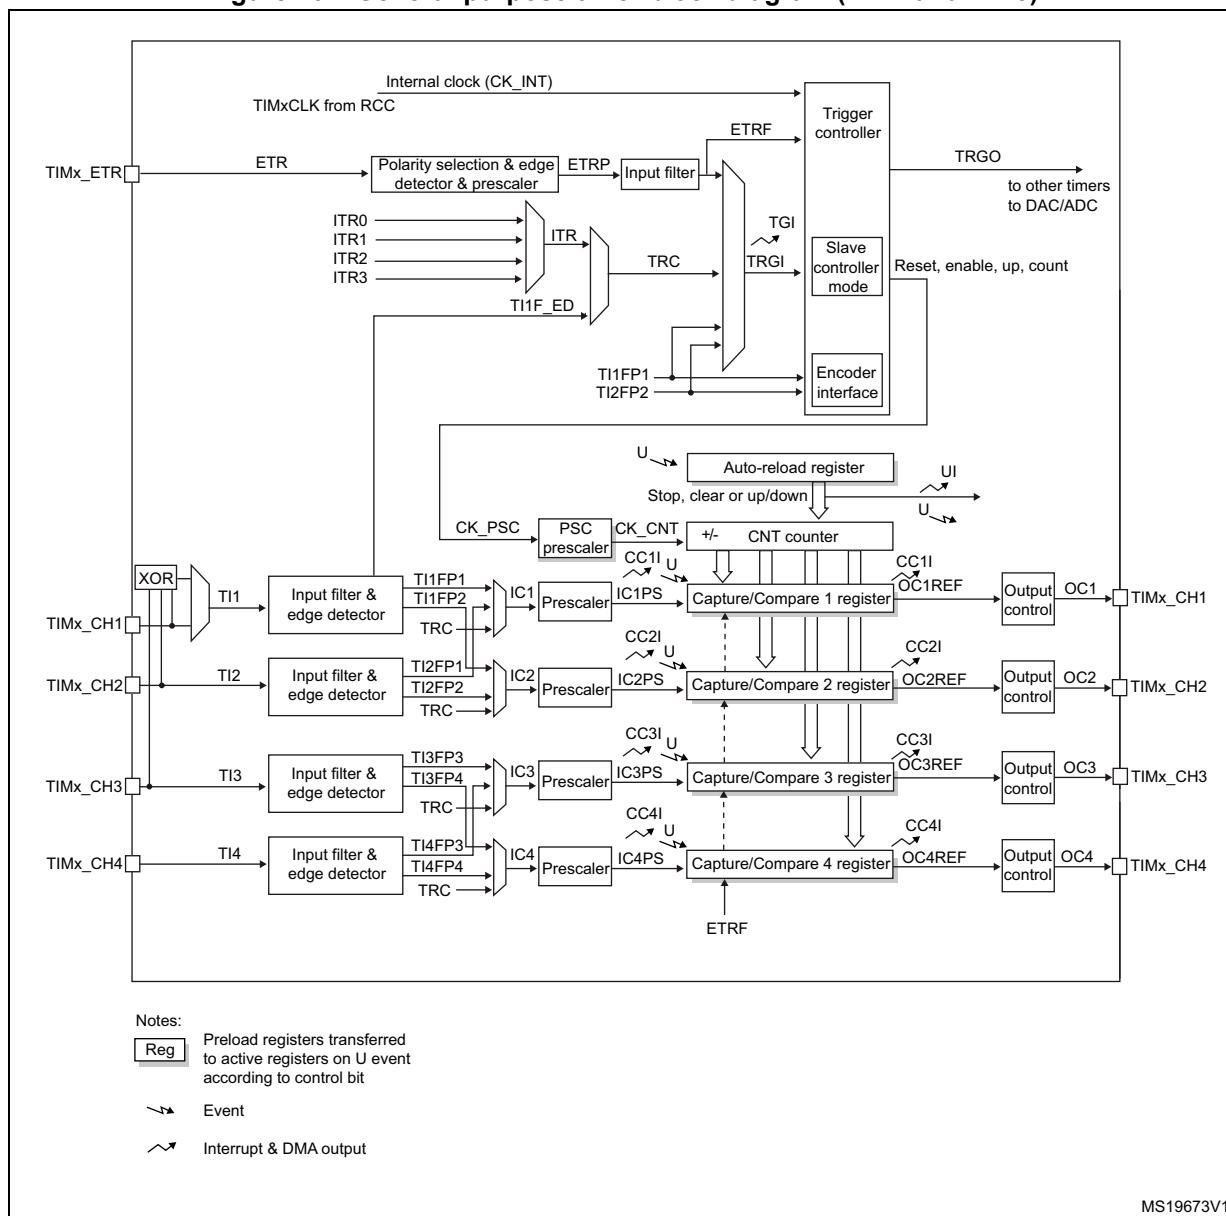 Internal clock (CK_INT)
TIMxCLK from RCC
Trigger
controller
ETRF
TIMx_ETR
ETR
Polarity selection & edge
detector & prescaler
ETRP
Input filter
TRGO
to other timers
to DAC/ADC
ITR0
ITR1
ITR2
ITR3
ITR
TRC
TI1F_ED
TGI
TRGI
Slave
controller
mode
Reset, enable, up, count
TI1FP1
TI2FP2
Encoder
interface
U
Auto-reload register
Stop, clear or up/down
UI
U
CK_PSC
PSC
prescaler
CK_CNT
+/-
CNT counter
XOR
TIMx_CH1
TI1
Input filter &
edge detector
TI1FP1
TI1FP2
TRC
IC1
Prescaler
CC1I
U
IC1PS
Capture/Compare 1 register
CC1I
OC1REF
Output
control
OC1
TIMx_CH1
TIMx_CH2
TI2
Input filter &
edge detector
TI2FP1
TI2FP2
TRC
IC2
Prescaler
CC2I
U
IC2PS
Capture/Compare 2 register
CC2I
OC2REF
Output
control
OC2
TIMx_CH2
TIMx_CH3
TI3
Input filter &
edge detector
TI3FP3
TI3FP4
TRC
IC3
Prescaler
CC3I
U
IC3PS
Capture/Compare 3 register
CC3I
OC3REF
Output
control
OC3
TIMx_CH3
TIMx_CH4
TI4
Input filter &
edge detector
TI4FP3
TI4FP4
TRC
IC4
Prescaler
CC4I
U
IC4PS
Capture/Compare 4 register
CC4I
OC4REF
Output
control
OC4
TIMx_CH4
ETRF
Notes:
Reg
Preload registers transferred
to active registers on U event
according to control bit
Event
Interrupt & DMA output
MS19673V1